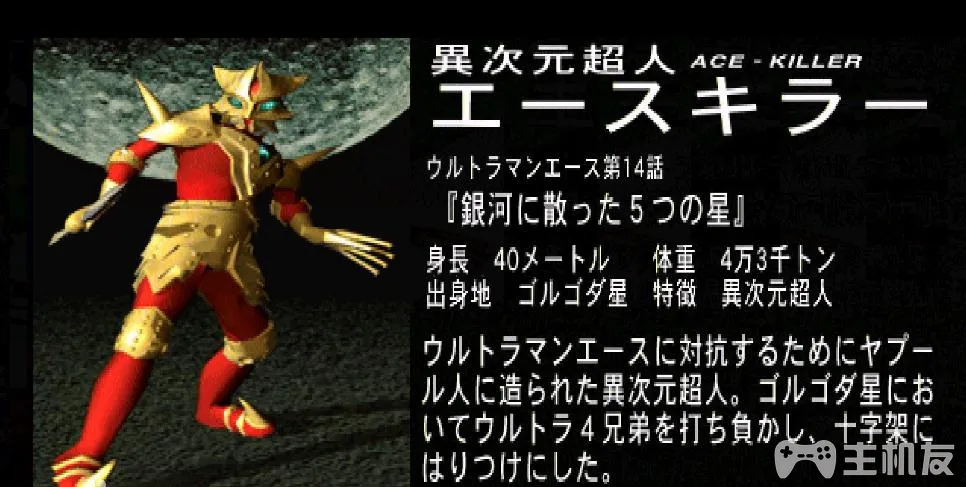 異次元超人 ACE - KILLER
エースキラー
ウルトラマンエース第14話
『銀河に散った５つの星』
身長 40メートル 体重 4万3千トン
出身地 ゴルゴダ星 特徴 異次元超人
ウルトラマンエースに対抗するためにヤプー
ル人に造られた異次元超人。ゴルゴダ星にお
いてウルトラ４兄弟を打ち負かし、十字架に
はりつけにした。
主机友